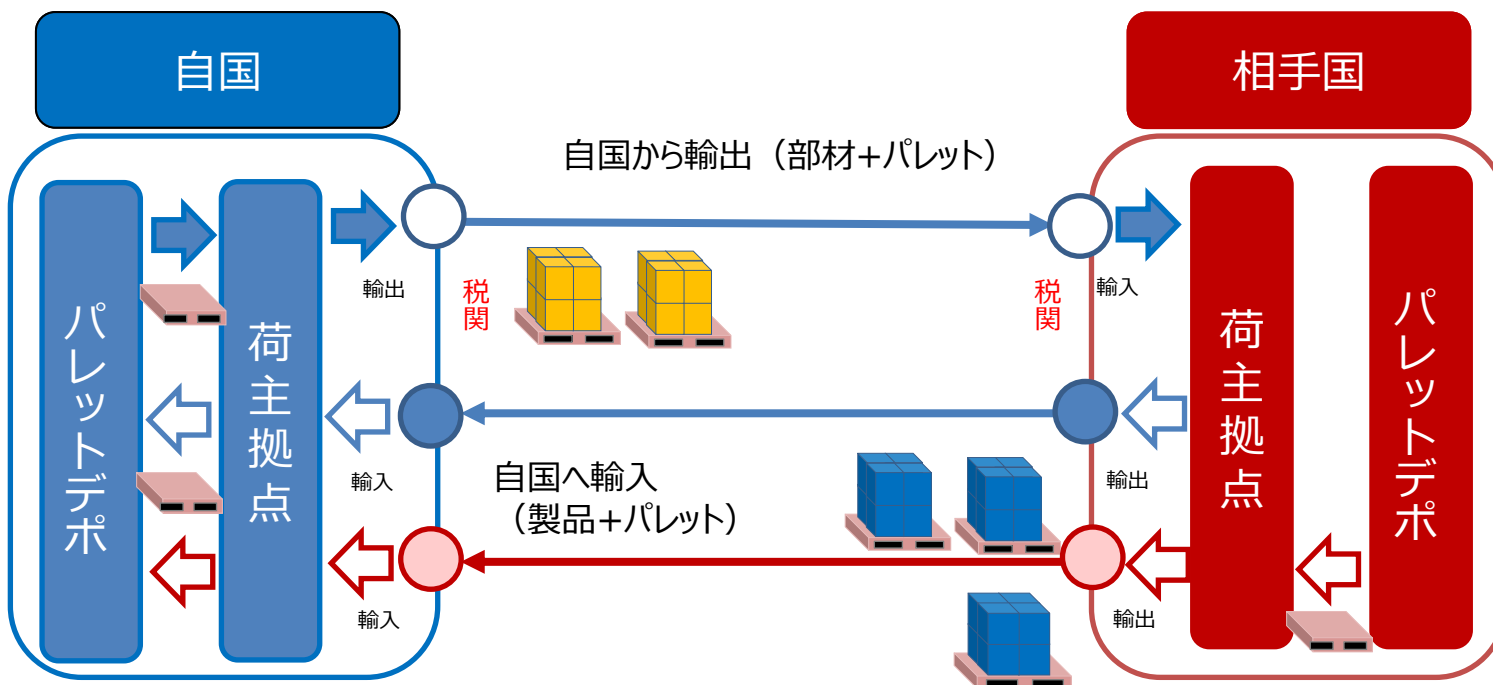 自国
相手国
自国から輸出（部材+パレット）
パレットデポ
荷主拠点
輸出
税関
税関
輸入
荷主拠点
パレットデポ
輸入
自国へ輸入
（製品+パレット）
輸出
輸入
輸出